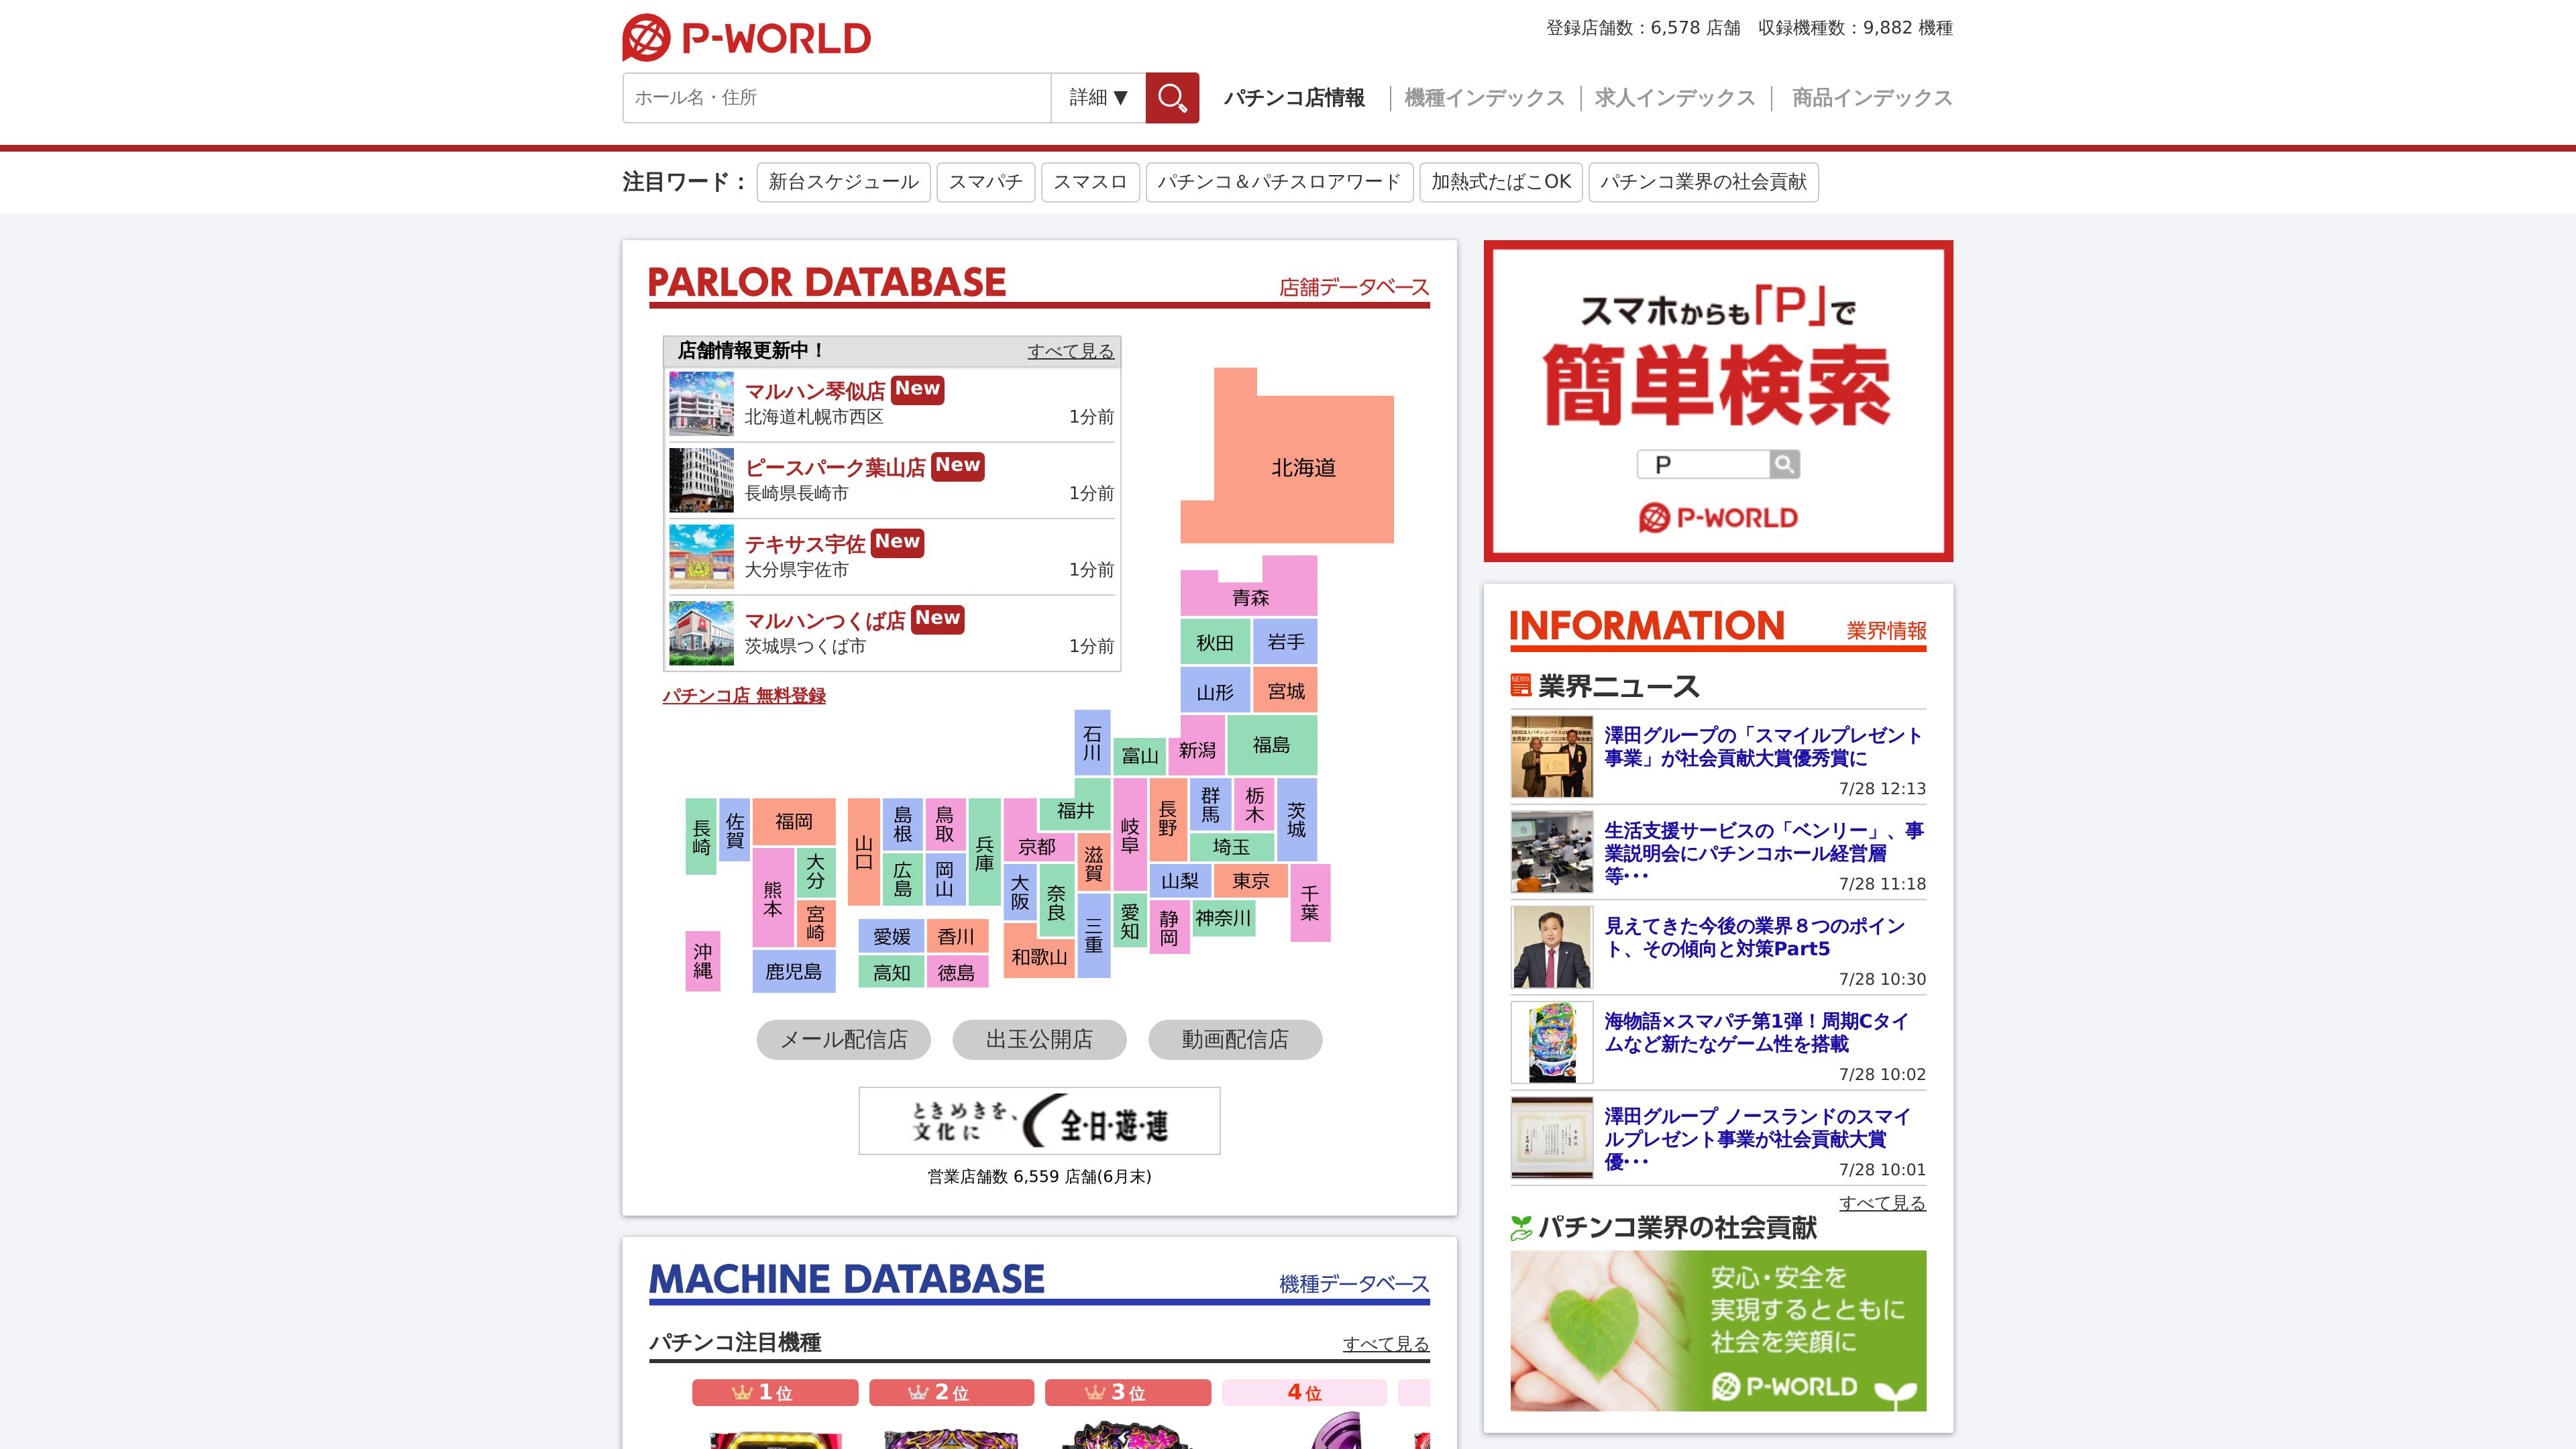 P-WORLD
登録店舗数：6,578 店舗　収録機種数：9,882 機種
ホール名・住所
詳細 ▼
パチンコ店情報
機種インデックス
求人インデックス
商品インデックス
注目ワード：
新台スケジュール
スマパチ
スマスロ
パチンコ＆パチスロアワード
加熱式たばこOK
パチンコ業界の社会貢献
PARLOR DATABASE
店舗データベース
店舗情報更新中！
すべて見る
マルハン琴似店 New
北海道札幌市西区
1分前
ピースパーク葉山店 New
長崎県長崎市
1分前
テキサス宇佐 New
大分県宇佐市
1分前
マルハンつくば店 New
茨城県つくば市
1分前
パチンコ店 無料登録
北海道
青森
秋田
岩手
山形
宮城
石川
富山
新潟
福島
福井
岐阜
長野
群馬
栃木
茨城
埼玉
長崎
佐賀
福岡
山口
島根
鳥取
兵庫
京都
滋賀
山梨
東京
千葉
熊本
大分
広島
岡山
大阪
奈良
三重
愛知
静岡
神奈川
宮崎
愛媛
香川
和歌山
沖縄
鹿児島
高知
徳島
メール配信店
出玉公開店
動画配信店
ときめきを、
文化に
全・日・遊・連
営業店舗数 6,559 店舗(6月末)
MACHINE DATABASE
機種データベース
パチンコ注目機種
すべて見る
1位
2位
3位
4位
スマホからも「P」で
簡単検索
P
P-WORLD
INFORMATION
業界情報
NEWS
業界ニュース
澤田グループの「スマイルプレゼント
事業」が社会貢献大賞優秀賞に
7/28 12:13
生活支援サービスの「ベンリー」、事
業説明会にパチンコホール経営層
等･･･
7/28 11:18
見えてきた今後の業界８つのポイン
ト、その傾向と対策Part5
7/28 10:30
海物語×スマパチ第1弾！周期Cタイ
ムなど新たなゲーム性を搭載
7/28 10:02
澤田グループ ノースランドのスマイ
ルプレゼント事業が社会貢献大賞
優･･･
7/28 10:01
すべて見る
パチンコ業界の社会貢献
安心・安全を
実現するとともに
社会を笑顔に
P-WORLD